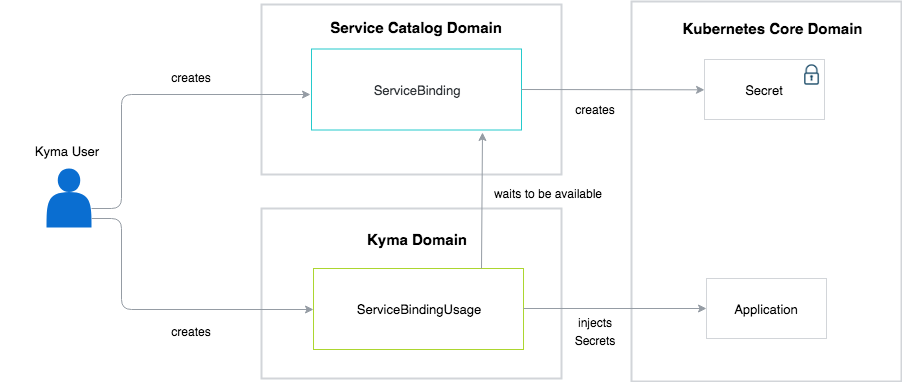 Service Catalog Domain
Kubernetes Core Domain
creates
ServiceBinding
Secret
creates
Kyma User
waits to be available
Kyma Domain
ServiceBindingUsage
Application
creates
injects
Secrets